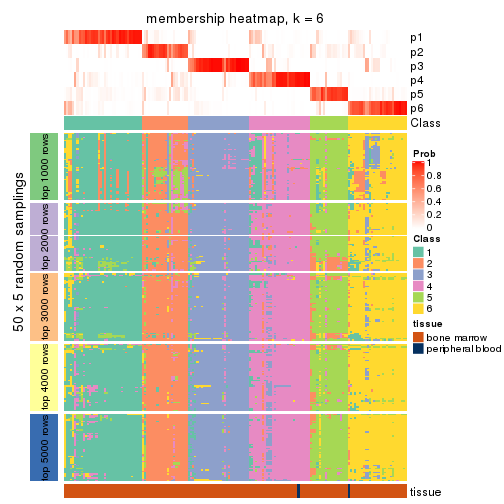 membership heatmap, k = 6
p1
p2
p3
p4
p5
p6
Class
50 x 5 random samplings
top 1000 rows
top 2000 rows
top 3000 rows
top 4000 rows
top 5000 rows
Prob
1
0.8
0.6
0.4
0.2
0
Class
1
2
3
4
5
6
tissue
bone marrow
peripheral blood
tissue